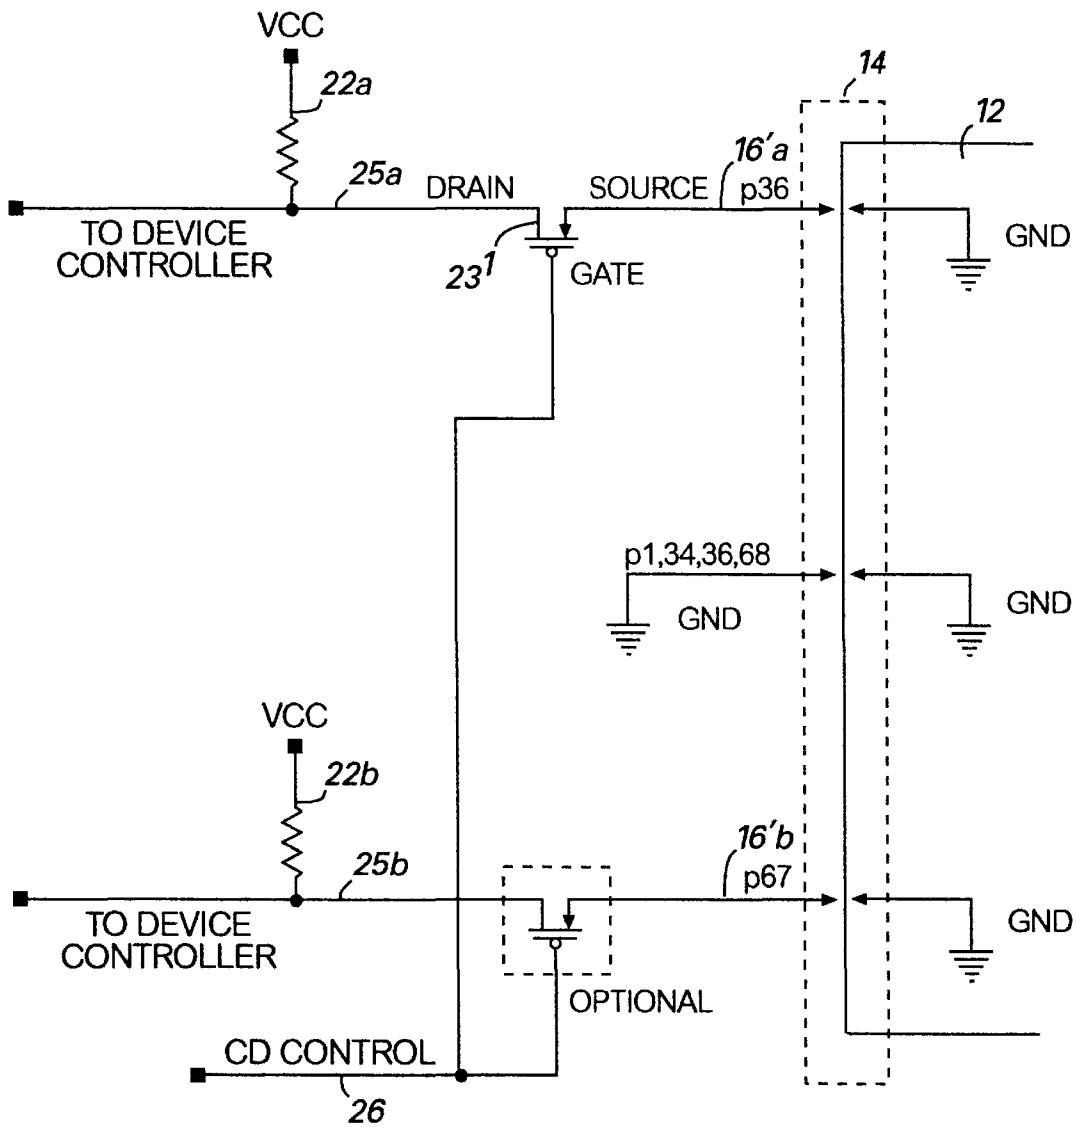 VCC
14
22a
12
16'a
25a
DRAIN
SOURCE
p36
TO DEVICE
CONTROLLER
GND
23¹
GATE
p1,34,36,68
GND
GND
VCC
22b
16'b
25b
p67
TO DEVICE
CONTROLLER
GND
OPTIONAL
CD CONTROL
26